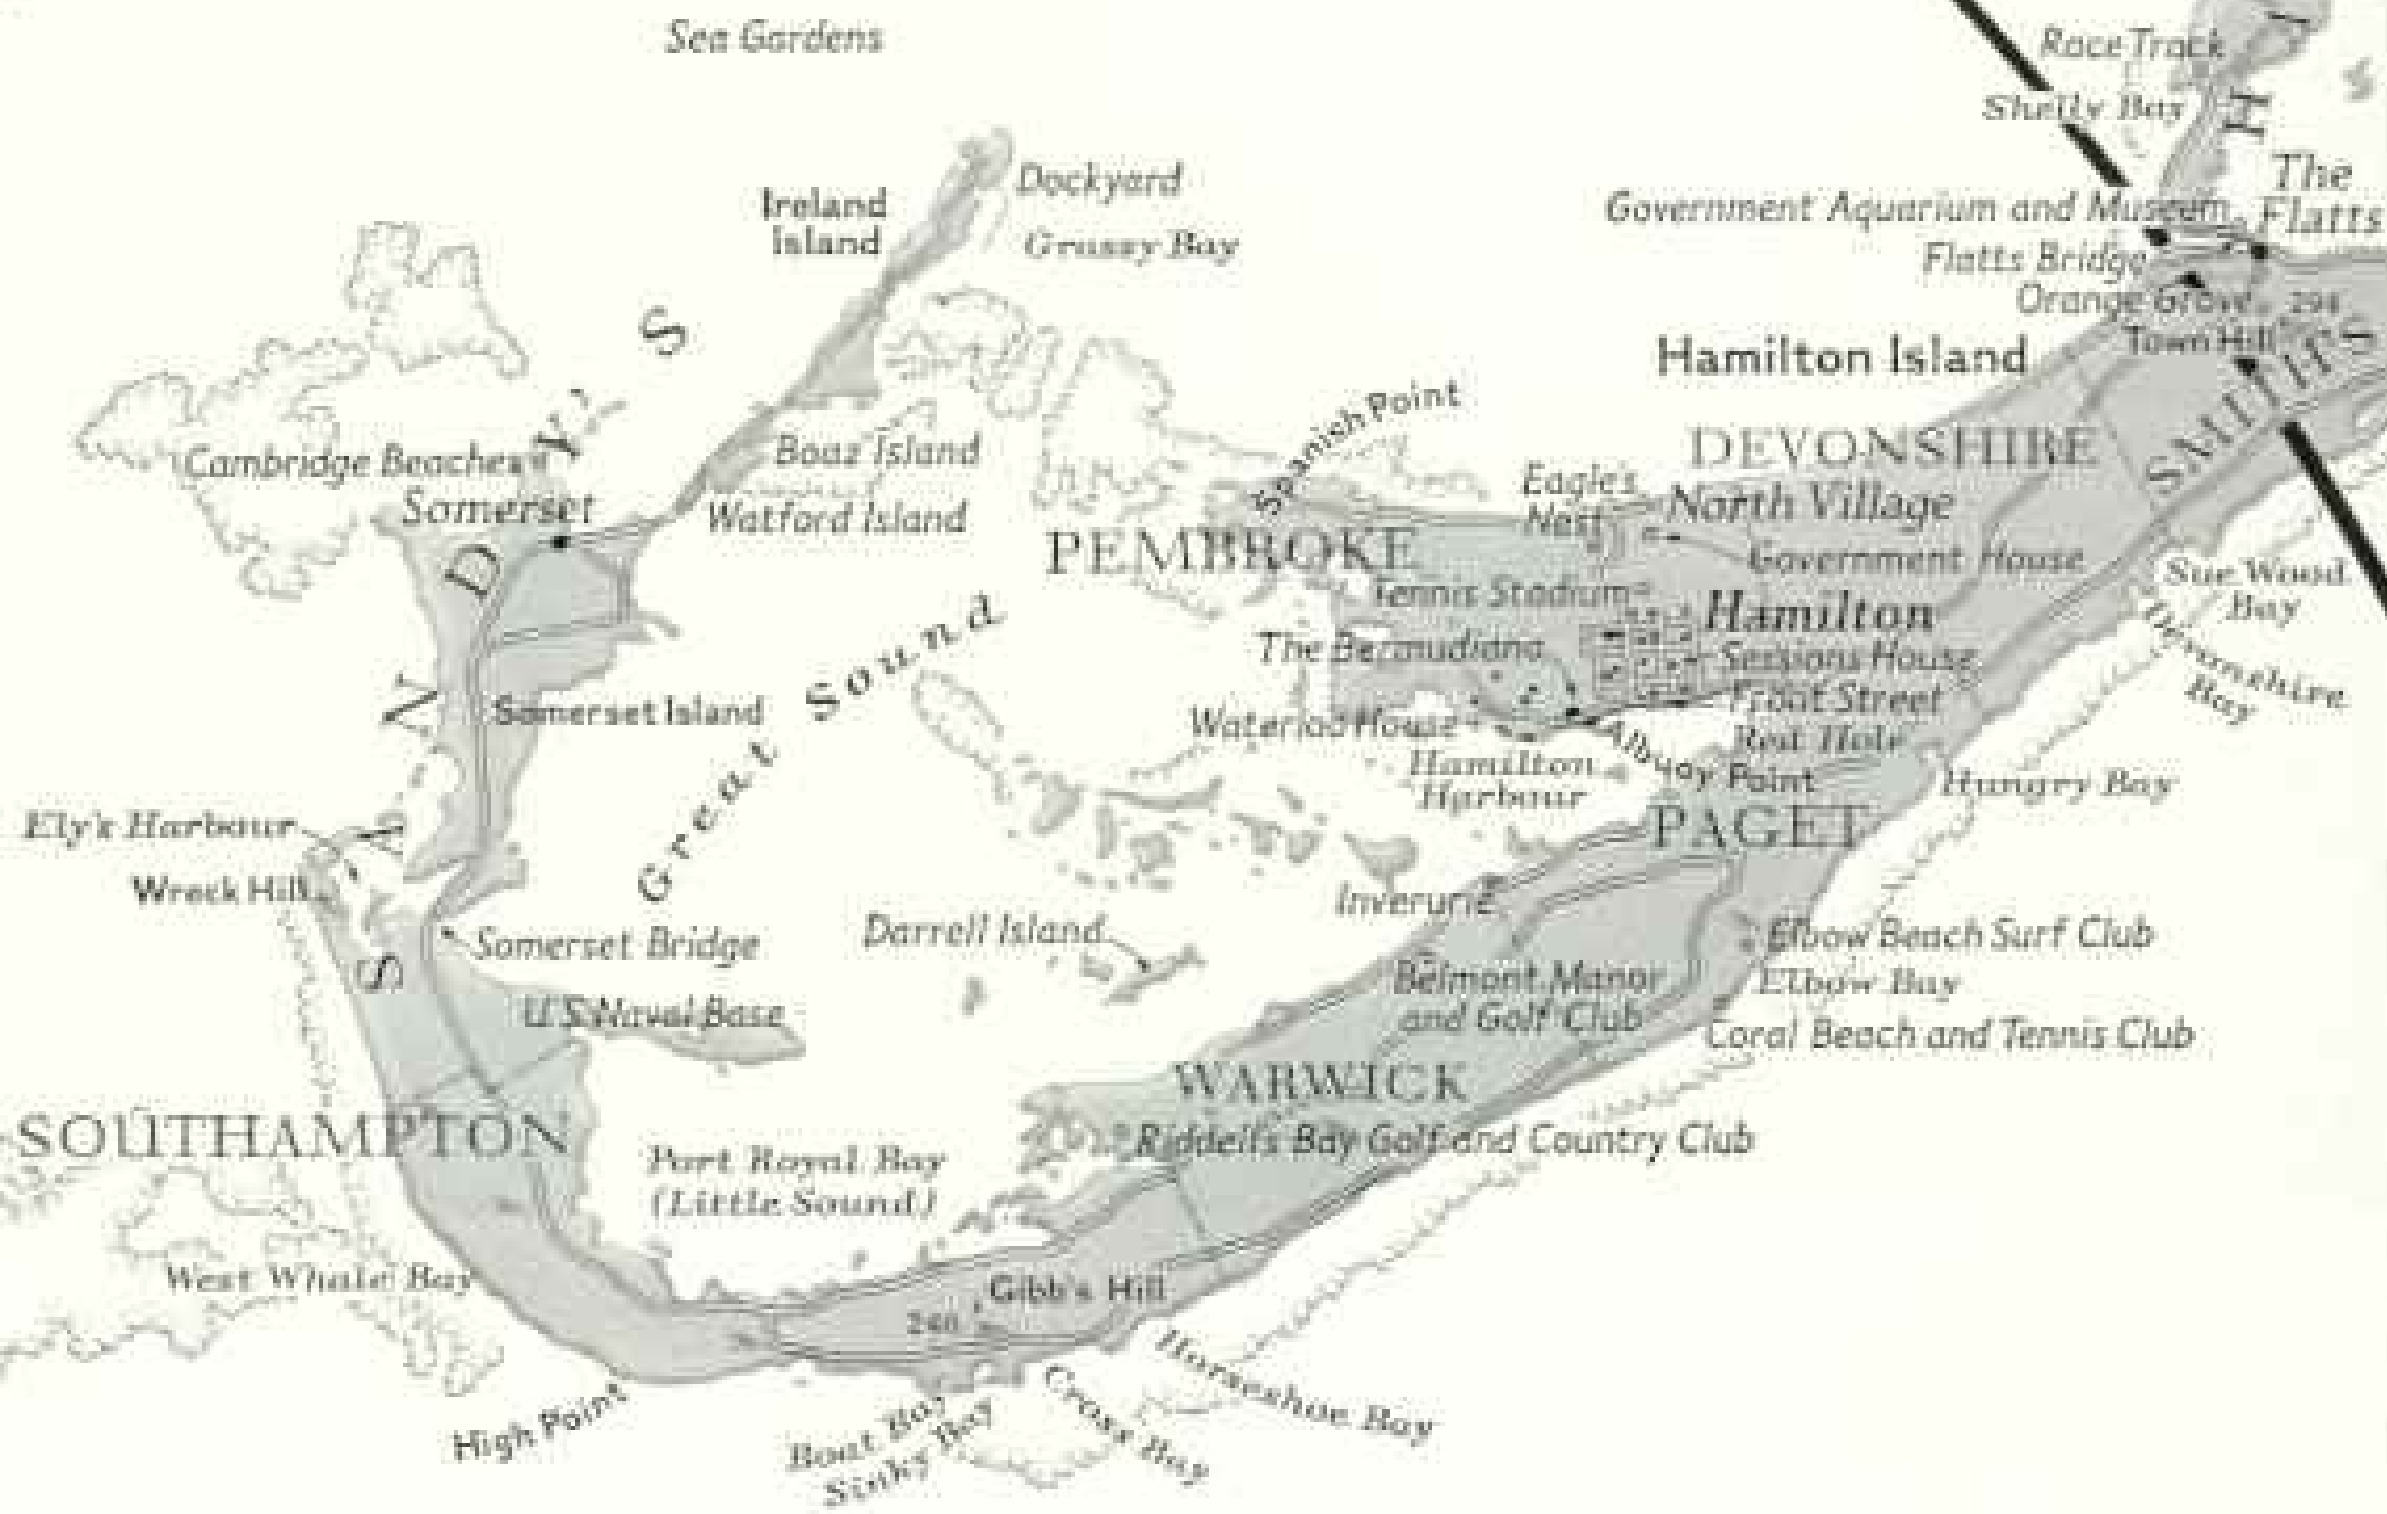 Sea Gardens
Race Track
Shelly Bay
Dockyard
Ireland
Island
Grassy Bay
The
Flatts
Government Aquarium and Museum
Flatts Bridge
Orange Grove
294
Town Hill
Hamilton Island
SANDY'S
Spanish Point
DEVONSHIRE
SMITH'S
Cambridge Beaches
Boaz Island
Somerset
Watford Island
Eagle's
Nest
North Village
PEMBROKE
Government House
Sue Wood
Bay
Tennis Stadium
Hamilton
Devonshire
Bay
The Bermudiana
Sessions House
Great Sound
Somerset Island
Front Street
Waterloo House
Red Hole
Albuoy Point
Hamilton
Harbour
Hungry Bay
Ely's Harbour
PAGET
Wreck Hill
Inverurie
Darrell Island
Elbow Beach Surf Club
Somerset Bridge
Belmont Manor
and Golf Club
Elbow Bay
U S Naval Base
Coral Beach and Tennis Club
WARWICK
SOUTHAMPTON
Riddell's Bay Golf and Country Club
Port Royal Bay
(Little Sound)
West Whale Bay
Gibb's Hill
240
High Point
Boat Bay
Sinky Bay
Cross Bay
Horseshoe Bay
H
S